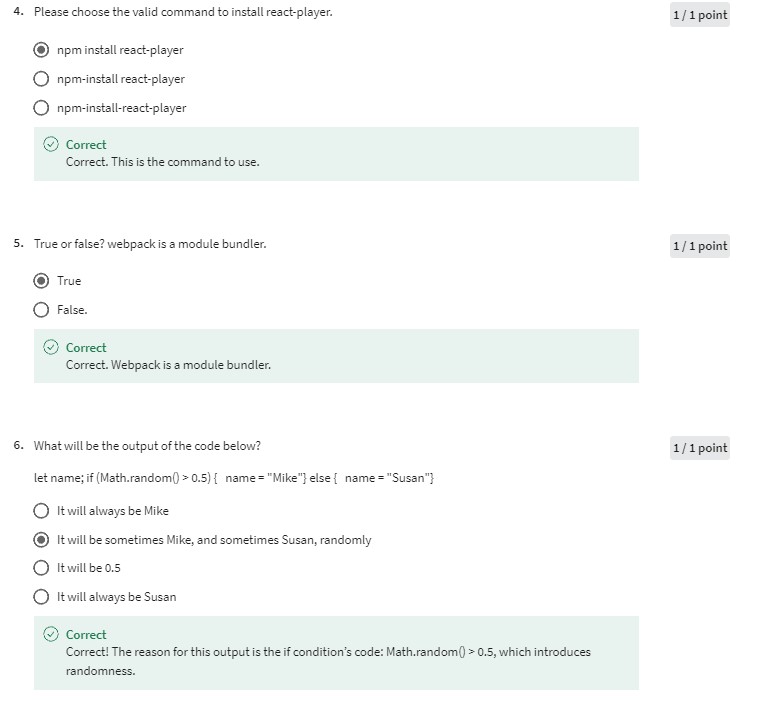 4. Please choose the valid command to install react-player.
1 / 1 point
npm install react-player
npm-install react-player
npm-install-react-player
Correct
Correct. This is the command to use.
5. True or false? webpack is a module bundler.
1 / 1 point
True
False.
Correct
Correct. Webpack is a module bundler.
6. What will be the output of the code below?
1 / 1 point
let name; if (Math.random() > 0.5) { name = "Mike"} else { name = "Susan"}
It will always be Mike
It will be sometimes Mike, and sometimes Susan, randomly
It will be 0.5
It will always be Susan
Correct
Correct! The reason for this output is the if condition's code: Math.random() > 0.5, which introduces
randomness.